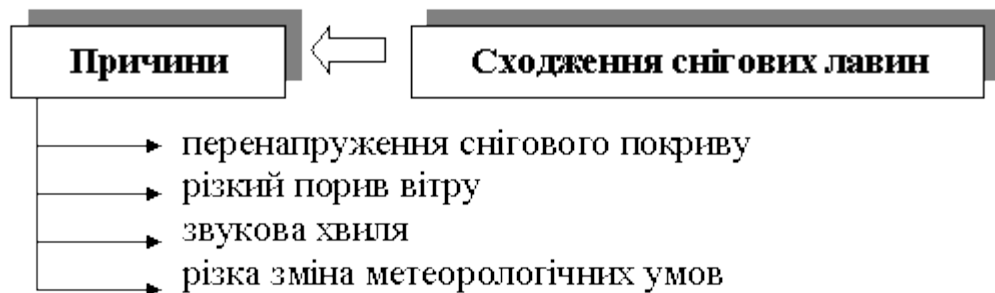 Причини
Сходження снігових лавин
перенапруження снігового покриву
різкий порив вітру
звукова хвиля
різка зміна метеорологічних умов